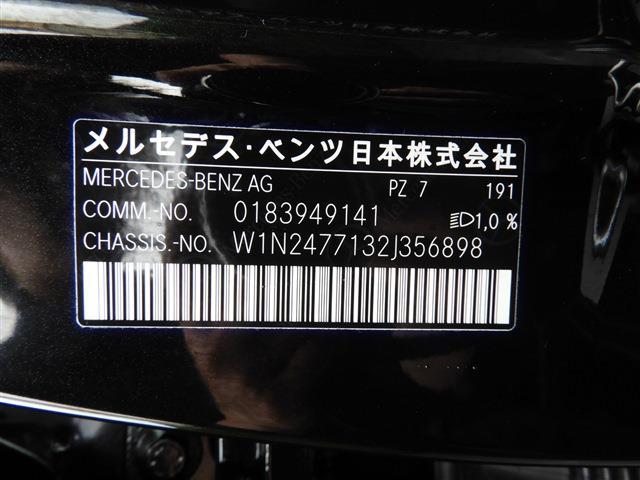 メルセデス・ベンツ日本株式会社
MERCEDES-BENZ AG PZ 7 191
COMM.-NO. 0183949141 1,0 %
CHASSIS.-NO. W1N2477132J356898